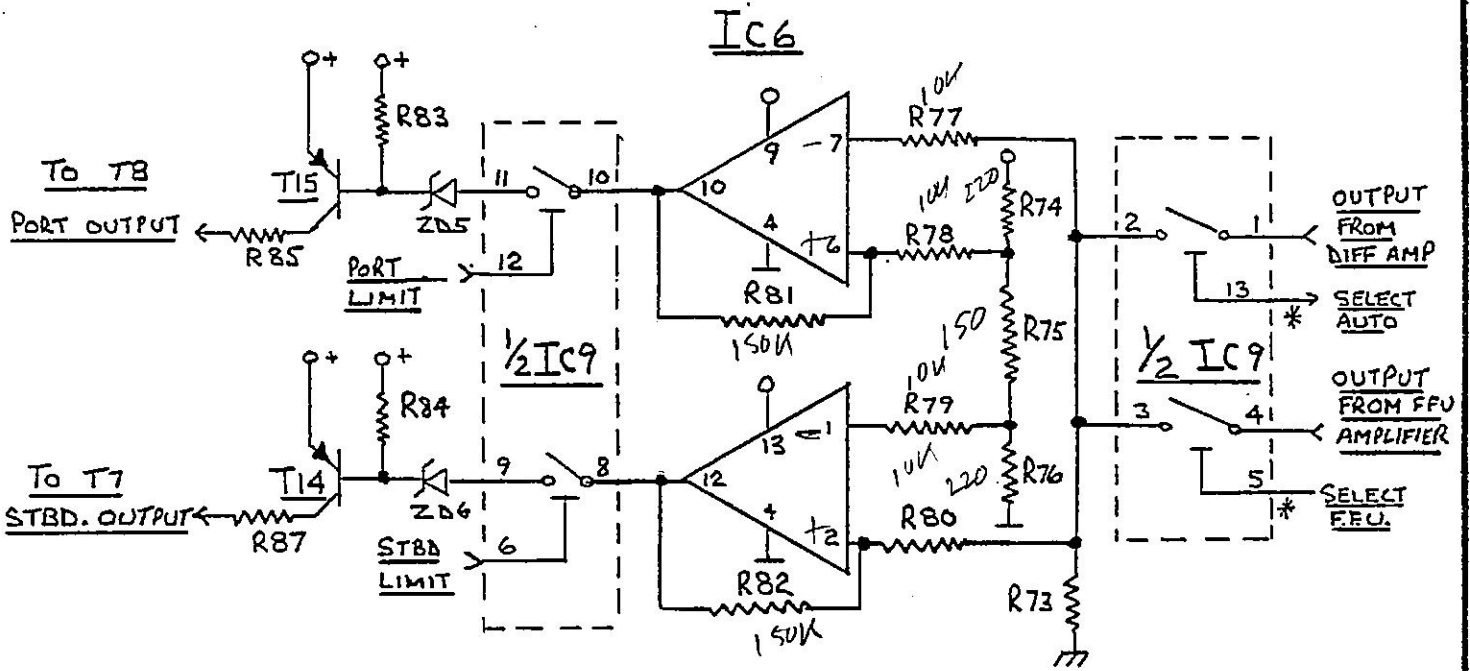 IC6
+
+
R83
10K
R77
9
-7
TO T8
T15
11
10
10
220
R74
2
1
OUTPUT
FROM
DIFF AMP
PORT OUTPUT
ZD5
R78
R85
4
+6
PORT
LIMIT
12
R81
13
SELECT
AUTO
*
150K
150
R75
½ IC9
½ IC9
+
+
R84
10K
R79
OUTPUT
FROM FFU
AMPLIFIER
3
4
13
-1
TO T7
T14
9
8
12
10K
220
R76
STBD. OUTPUT
ZD6
R80
5
SELECT
F.F.U.
*
R87
4
+2
STBD
LIMIT
6
R82
150K
R73